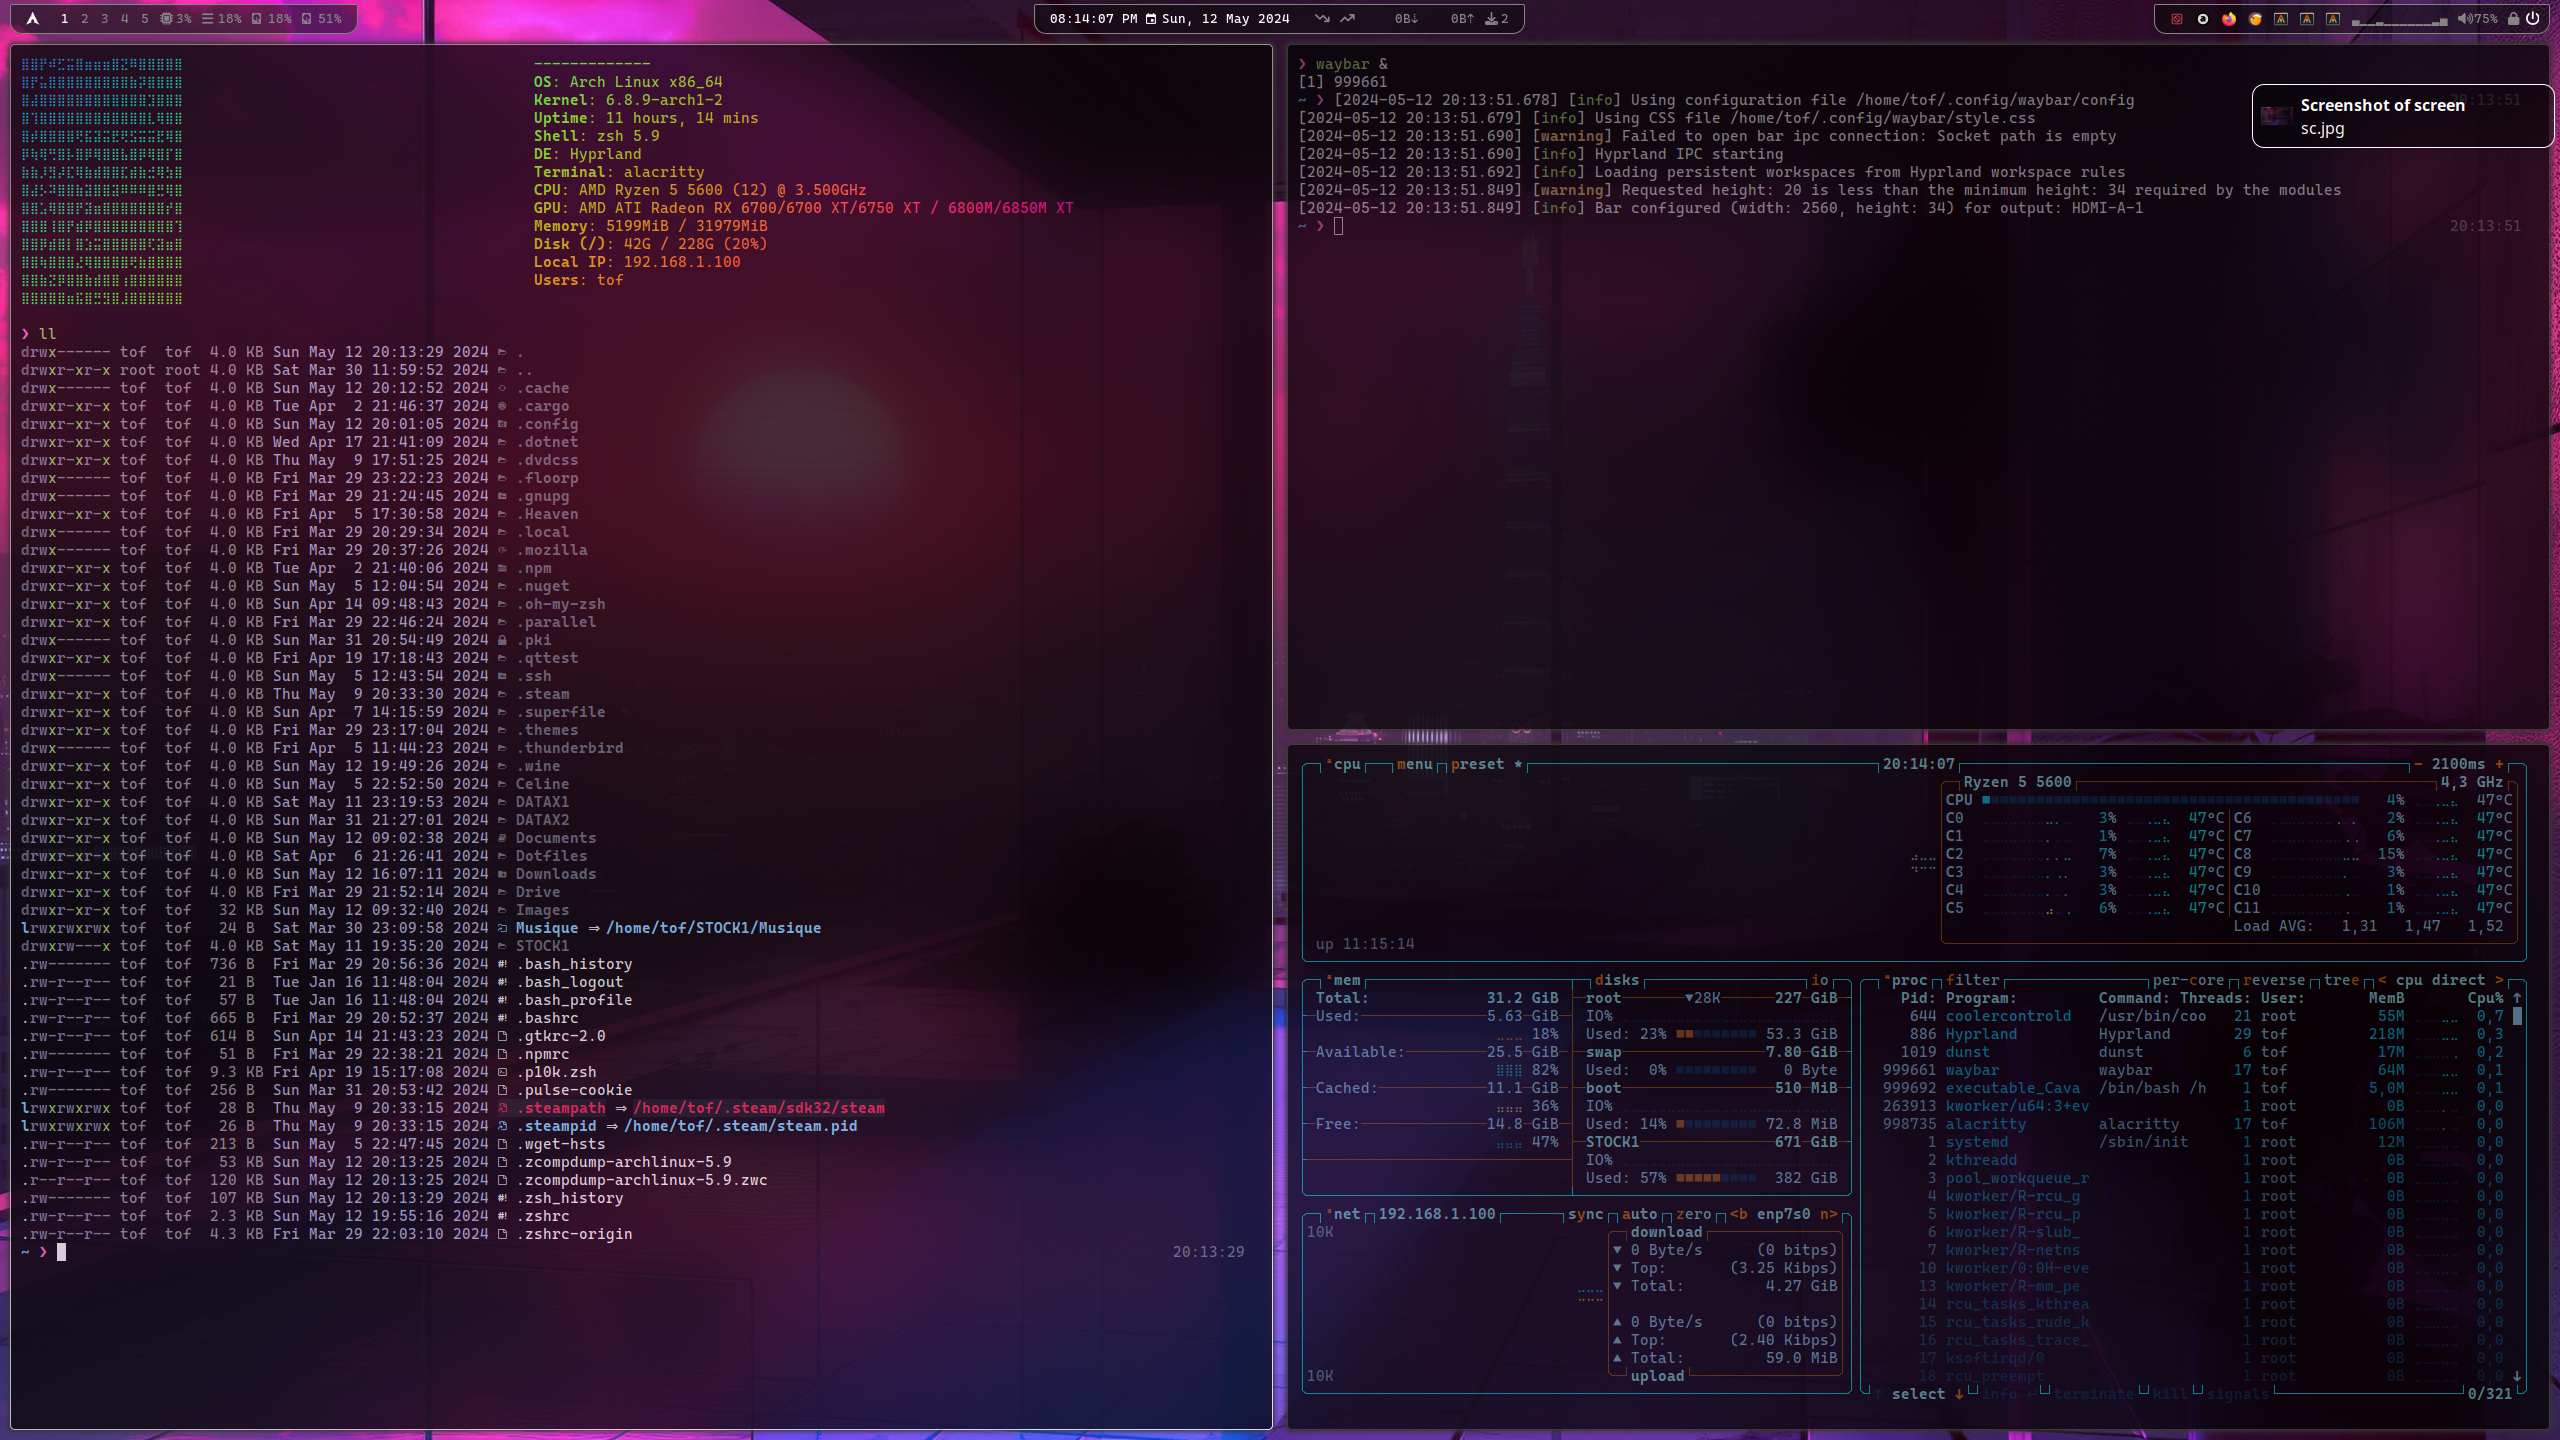 1 2 3 4 5 3% 18% 18% 51%
08:14:07 PM Sun, 12 May 2024 0B↓ 0B↑ 2
75%
-------------
OS: Arch Linux x86_64
Kernel: 6.8.9-arch1-2
Uptime: 11 hours, 14 mins
Shell: zsh 5.9
DE: Hyprland
Terminal: alacritty
CPU: AMD Ryzen 5 5600 (12) @ 3.500GHz
GPU: AMD ATI Radeon RX 6700/6700 XT/6750 XT / 6800M/6850M XT
Memory: 5199MiB / 31979MiB
Disk (/): 42G / 228G (20%)
Local IP: 192.168.1.100
Users: tof
❯ ll
drwx------ tof  tof  4.0 KB Sun May 12 20:13:29 2024 .
drwxr-xr-x root root 4.0 KB Sat Mar 30 11:59:52 2024 ..
drwx------ tof  tof  4.0 KB Sun May 12 20:12:52 2024 .cache
drwxr-xr-x tof  tof  4.0 KB Tue Apr  2 21:46:37 2024 .cargo
drwxr-xr-x tof  tof  4.0 KB Sun May 12 20:01:05 2024 .config
drwxr-xr-x tof  tof  4.0 KB Wed Apr 17 21:41:09 2024 .dotnet
drwxr-xr-x tof  tof  4.0 KB Thu May  9 17:51:25 2024 .dvdcss
drwx------ tof  tof  4.0 KB Fri Mar 29 23:22:23 2024 .floorp
drwx------ tof  tof  4.0 KB Fri Mar 29 21:24:45 2024 .gnupg
drwxr-xr-x tof  tof  4.0 KB Fri Apr  5 17:30:58 2024 .Heaven
drwx------ tof  tof  4.0 KB Fri Mar 29 20:29:34 2024 .local
drwx------ tof  tof  4.0 KB Fri Mar 29 20:37:26 2024 .mozilla
drwxr-xr-x tof  tof  4.0 KB Tue Apr  2 21:40:06 2024 .npm
drwxr-xr-x tof  tof  4.0 KB Sun May  5 12:04:54 2024 .nuget
drwxr-xr-x tof  tof  4.0 KB Sun Apr 14 09:48:43 2024 .oh-my-zsh
drwxr-xr-x tof  tof  4.0 KB Fri Mar 29 22:46:24 2024 .parallel
drwx------ tof  tof  4.0 KB Sun Mar 31 20:54:49 2024 .pki
drwxr-xr-x tof  tof  4.0 KB Fri Apr 19 17:18:43 2024 .qttest
drwx------ tof  tof  4.0 KB Sun May  5 12:43:54 2024 .ssh
drwxr-xr-x tof  tof  4.0 KB Thu May  9 20:33:30 2024 .steam
drwxr-xr-x tof  tof  4.0 KB Sun Apr  7 14:15:59 2024 .superfile
drwxr-xr-x tof  tof  4.0 KB Fri Mar 29 23:17:04 2024 .themes
drwx------ tof  tof  4.0 KB Fri Apr  5 11:44:23 2024 .thunderbird
drwxr-xr-x tof  tof  4.0 KB Sun May 12 19:49:26 2024 .wine
drwxr-xr-x tof  tof  4.0 KB Sun May  5 22:52:50 2024 Celine
drwxr-xr-x tof  tof  4.0 KB Sat May 11 23:19:53 2024 DATAX1
drwxr-xr-x tof  tof  4.0 KB Sun Mar 31 21:27:01 2024 DATAX2
drwxr-xr-x tof  tof  4.0 KB Sun May 12 09:02:38 2024 Documents
drwxr-xr-x tof  tof  4.0 KB Sat Apr  6 21:26:41 2024 Dotfiles
drwxr-xr-x tof  tof  4.0 KB Sun May 12 16:07:11 2024 Downloads
drwxr-xr-x tof  tof  4.0 KB Fri Mar 29 21:52:14 2024 Drive
drwxr-xr-x tof  tof   32 KB Sun May 12 09:32:40 2024 Images
lrwxrwxrwx tof  tof   24 B  Sat Mar 30 23:09:58 2024 Musique ⇒ /home/tof/STOCK1/Musique
drwxrw---x tof  tof  4.0 KB Sat May 11 19:35:20 2024 STOCK1
.rw------- tof  tof  736 B  Fri Mar 29 20:56:36 2024 .bash_history
.rw-r--r-- tof  tof   21 B  Tue Jan 16 11:48:04 2024 .bash_logout
.rw-r--r-- tof  tof   57 B  Tue Jan 16 11:48:04 2024 .bash_profile
.rw-r--r-- tof  tof  665 B  Fri Mar 29 20:52:37 2024 .bashrc
.rw-r--r-- tof  tof  614 B  Sun Apr 14 21:43:23 2024 .gtkrc-2.0
.rw------- tof  tof   51 B  Fri Mar 29 22:38:21 2024 .npmrc
.rw-r--r-- tof  tof  9.3 KB Fri Apr 19 15:17:08 2024 .p10k.zsh
.rw------- tof  tof  256 B  Sun Mar 31 20:53:42 2024 .pulse-cookie
lrwxrwxrwx tof  tof   28 B  Thu May  9 20:33:15 2024 .steampath ⇒ /home/tof/.steam/sdk32/steam
lrwxrwxrwx tof  tof   26 B  Thu May  9 20:33:15 2024 .steampid ⇒ /home/tof/.steam/steam.pid
.rw-r--r-- tof  tof  213 B  Sun May  5 22:47:45 2024 .wget-hsts
.rw-r--r-- tof  tof   53 KB Sun May 12 20:13:25 2024 .zcompdump-archlinux-5.9
.r--r--r-- tof  tof  120 KB Sun May 12 20:13:25 2024 .zcompdump-archlinux-5.9.zwc
.rw------- tof  tof  107 KB Sun May 12 20:13:29 2024 .zsh_history
.rw-r--r-- tof  tof  2.3 KB Sun May 12 19:55:16 2024 .zshrc
.rw-r--r-- tof  tof  4.3 KB Fri Mar 29 22:03:10 2024 .zshrc-origin
~ ❯ 20:13:29
❯ waybar &
[1] 999661
~ ❯ [2024-05-12 20:13:51.678] [info] Using configuration file /home/tof/.config/waybar/config 20:13:51
[2024-05-12 20:13:51.679] [info] Using CSS file /home/tof/.config/waybar/style.css
[2024-05-12 20:13:51.690] [warning] Failed to open bar ipc connection: Socket path is empty
[2024-05-12 20:13:51.690] [info] Hyprland IPC starting
[2024-05-12 20:13:51.692] [info] Loading persistent workspaces from Hyprland workspace rules
[2024-05-12 20:13:51.849] [warning] Requested height: 20 is less than the minimum height: 34 required by the modules
[2024-05-12 20:13:51.849] [info] Bar configured (width: 2560, height: 34) for output: HDMI-A-1
~ ❯ 20:13:51
Screenshot of screen
sc.jpg
¹cpu menu preset * 20:14:07 - 2100ms +
Ryzen 5 5600 4,3 GHz
CPU 4% 47°C
C0 3% 47°C C6 2% 47°C
C1 1% 47°C C7 6% 47°C
C2 7% 47°C C8 15% 47°C
C3 3% 47°C C9 3% 47°C
C4 3% 47°C C10 1% 47°C
C5 6% 47°C C11 1% 47°C
Load AVG: 1,31 1,47 1,52
up 11:15:14
²mem disks io
Total: 31.2 GiB root ▼28K 227 GiB
Used: 5.63 GiB IO%
18% Used: 23% 53.3 GiB
Available: 25.5 GiB swap 7.80 GiB
82% Used: 0% 0 Byte
Cached: 11.1 GiB boot 510 MiB
36% IO%
Free: 14.8 GiB Used: 14% 72.8 MiB
47% STOCK1 671 GiB
IO%
Used: 57% 382 GiB
³net 192.168.1.100 sync auto zero <b enp7s0 n>
10K download
▼ 0 Byte/s (0 bitps)
▼ Top: (3.25 Kibps)
▼ Total: 4.27 GiB
▲ 0 Byte/s (0 bitps)
▲ Top: (2.40 Kibps)
▲ Total: 59.0 MiB
10K upload
⁴proc filter per-core reverse tree < cpu direct >
Pid: Program: Command: Threads: User: MemB Cpu% ↑
644 coolercontrold /usr/bin/coo 21 root 55M 0,7
886 Hyprland Hyprland 29 tof 218M 0,3
1019 dunst dunst 6 tof 17M 0,2
999661 waybar waybar 17 tof 64M 0,1
999692 executable_Cava /bin/bash /h 1 tof 5,0M 0,1
263913 kworker/u64:3+ev 1 root 0B 0,0
998735 alacritty alacritty 17 tof 106M 0,0
1 systemd /sbin/init 1 root 12M 0,0
2 kthreadd 1 root 0B 0,0
3 pool_workqueue_r 1 root 0B 0,0
4 kworker/R-rcu_g 1 root 0B 0,0
5 kworker/R-rcu_p 1 root 0B 0,0
6 kworker/R-slub_ 1 root 0B 0,0
7 kworker/R-netns 1 root 0B 0,0
10 kworker/0:0H-eve 1 root 0B 0,0
13 kworker/R-mm_pe 1 root 0B 0,0
14 rcu_tasks_kthrea 1 root 0B 0,0
15 rcu_tasks_rude_k 1 root 0B 0,0
16 rcu_tasks_trace_ 1 root 0B 0,0
17 ksoftirqd/0 1 root 0B 0,0
18 rcu_preempt 1 root 0B 0,0 ↓
↑ select ↓ info ↵ terminate kill signals 0/321